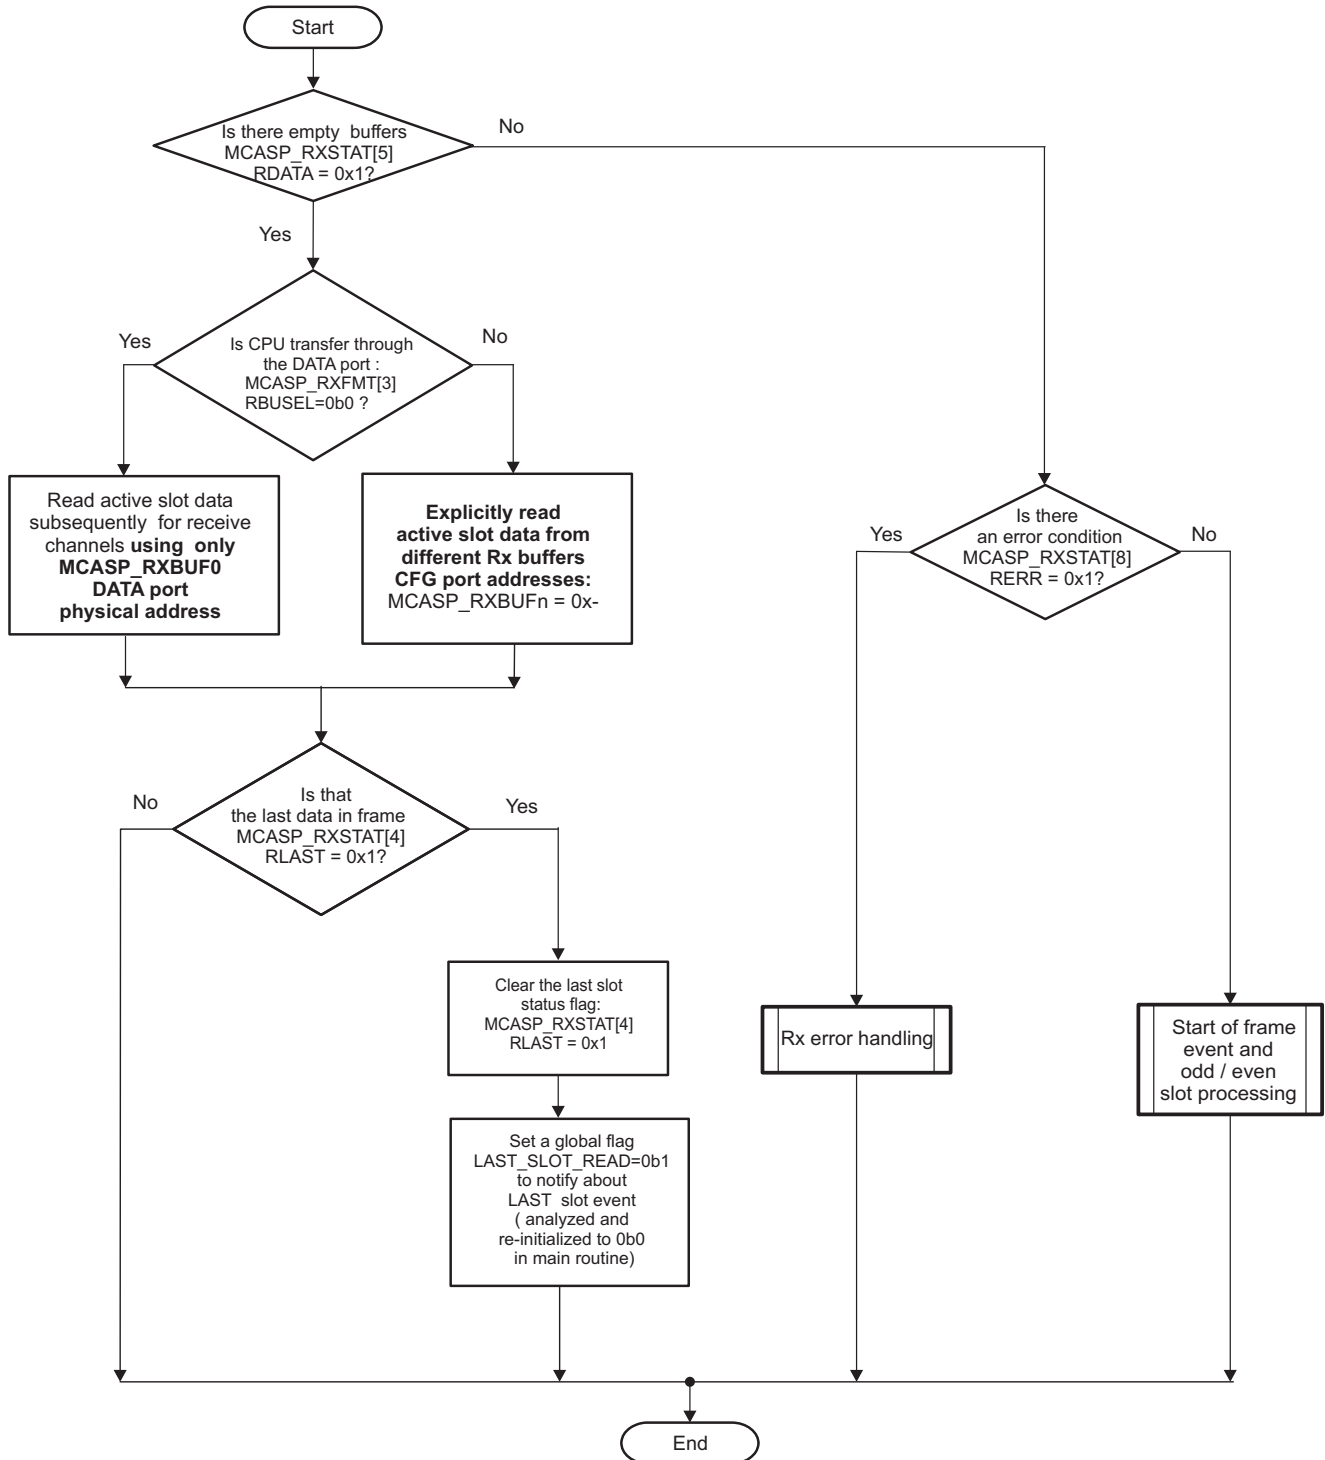 Start
Is there empty buffers
MCASP_RXSTAT[5]
RDATA = 0x1?
No
Yes
Is CPU transfer through
the DATA port :
MCASP_RXFMT[3]
RBUSEL=0b0 ?
Yes
No
Read active slot data
subsequently for receive
channels using only
MCASP_RXBUF0
DATA port
physical address
Explicitly read
active slot data from
different Rx buffers
CFG port addresses:
MCASP_RXBUFn = 0x-
Is there
an error condition
MCASP_RXSTAT[8]
RERR = 0x1?
Yes
No
Is that
the last data in frame
MCASP_RXSTAT[4]
RLAST = 0x1?
No
Yes
Clear the last slot
status flag:
MCASP_RXSTAT[4]
RLAST = 0x1
Rx error handling
Start of frame
event and
odd / even
slot processing
Set a global flag
LAST_SLOT_READ=0b1
to notify about
LAST slot event
( analyzed and
re-initialized to 0b0
in main routine)
End